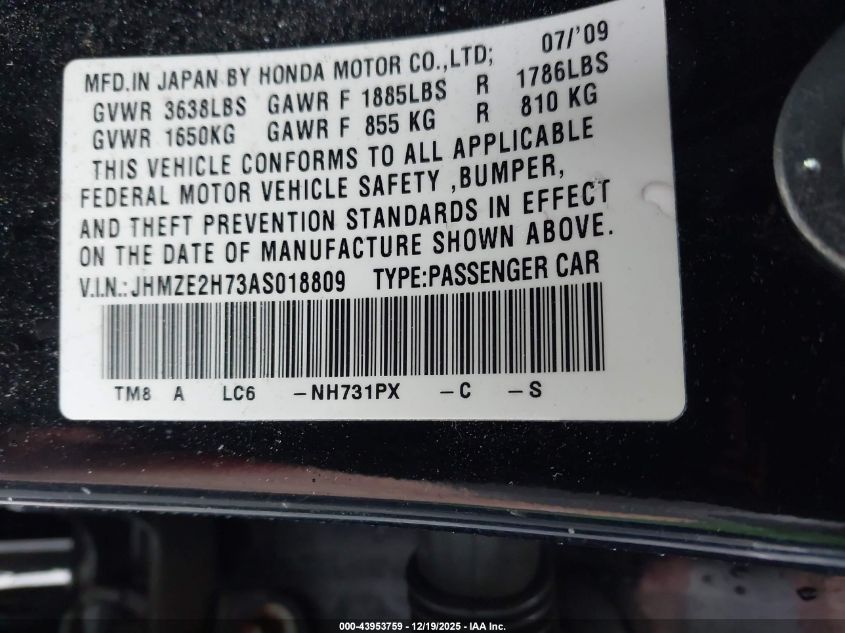 MFD.IN JAPAN BY HONDA MOTOR CO.,LTD; 07/'09
GVWR 3638LBS GAWR F 1885LBS R 1786LBS
GVWR 1650KG GAWR F 855 KG R 810 KG
THIS VEHICLE CONFORMS TO ALL APPLICABLE
FEDERAL MOTOR VEHICLE SAFETY ,BUMPER,
AND THEFT PREVENTION STANDARDS IN EFFECT
ON THE DATE OF MANUFACTURE SHOWN ABOVE.
V.I.N.: JHMZE2H73AS018809 TYPE:PASSENGER CAR
TM8 A LC6 -NH731PX -C -S
000-43953759 - 12/19/2025 - IAA Inc.